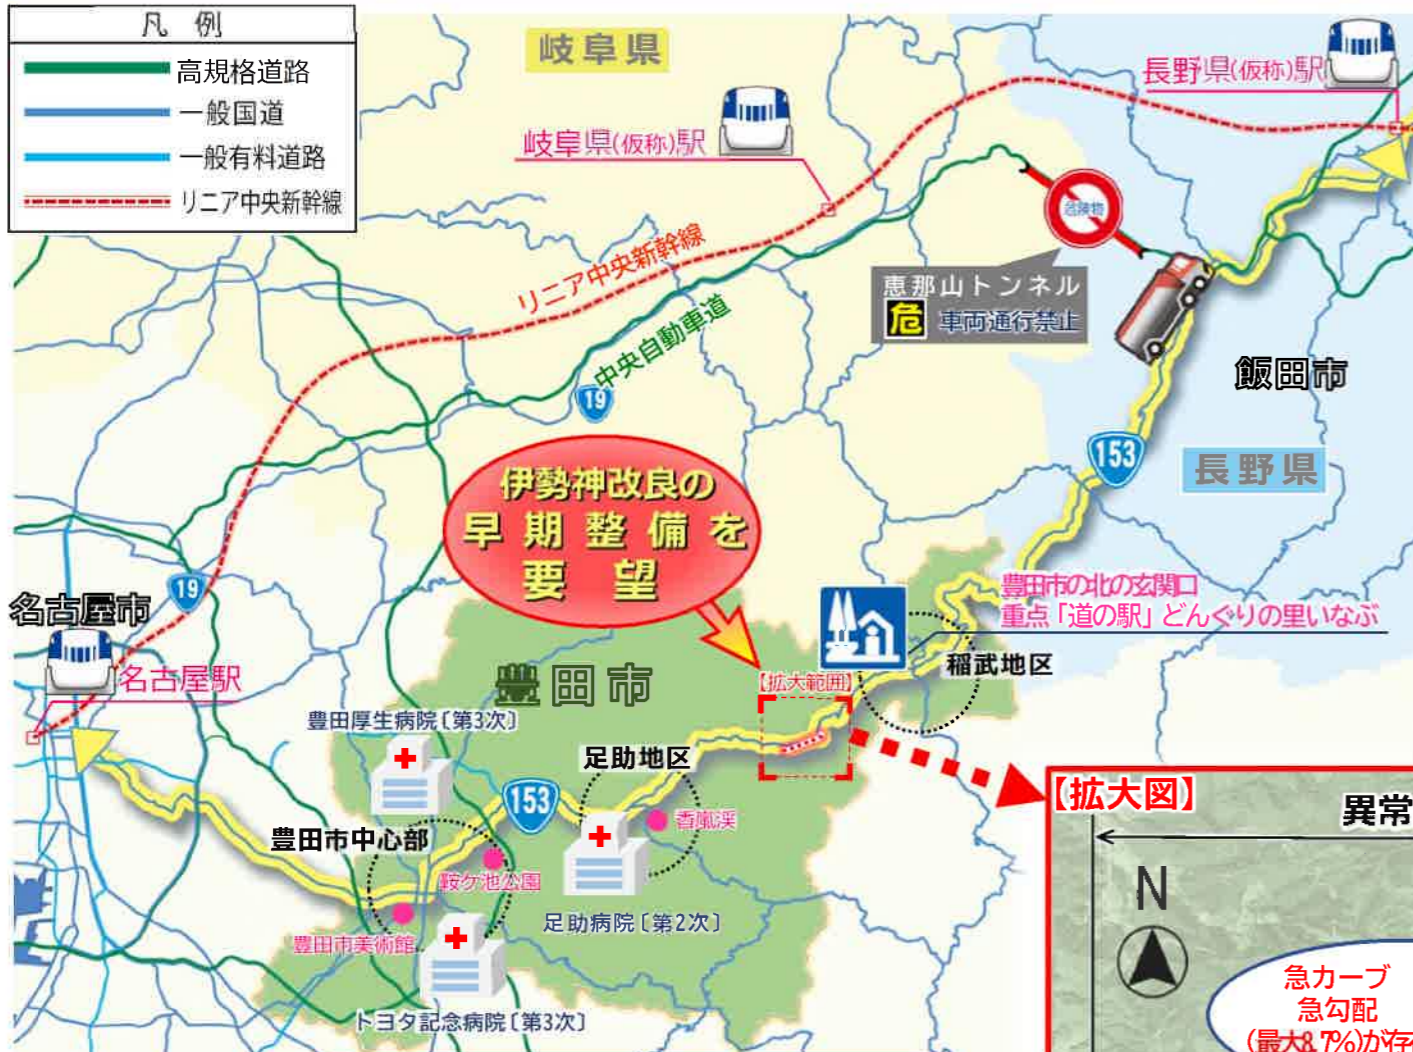 凡 例
高規格道路
一般国道
一般有料道路
リニア中央新幹線
岐阜県
長野県(仮称)駅
岐阜県(仮称)駅
危険物
リニア中央新幹線
恵那山トンネル
危 車両通行禁止
中央自動車道
19
飯田市
153
長野県
伊勢神改良の
早期整備を
要望
19
名古屋市
名古屋駅
豊田市の北の玄関口
重点「道の駅」どんぐりの里いなぶ
稲武地区
【拡大範囲】
豊田市
豊田厚生病院〔第3次〕
足助地区
153
香嵐渓
豊田市中心部
鞍ケ池公園
足助病院〔第2次〕
豊田市美術館
トヨタ記念病院〔第3次〕
【拡大図】
異常
N
急カーブ
急勾配
(最大8.7%)が存